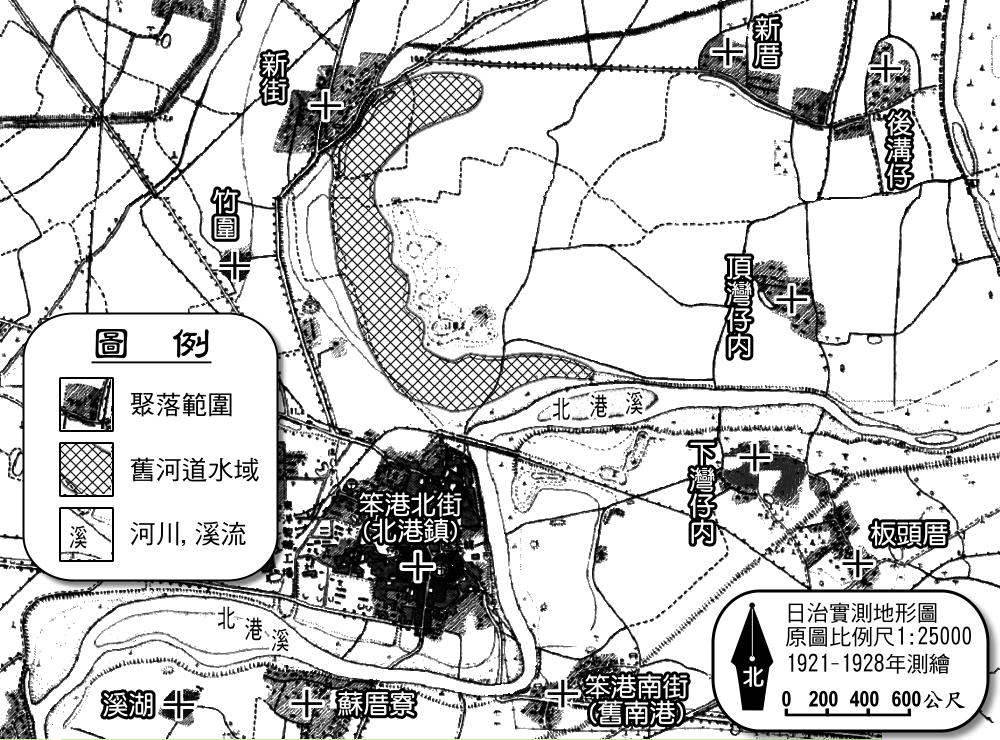 新街
新厝
後溝仔
竹圍
頂灣仔內
圖 例
聚落範圍
舊河道水域
溪
河川, 溪流
北港溪
下灣仔內
笨港北街
(北港鎮)
板頭厝
北港溪
溪湖
蘇厝寮
笨港南街
(舊南港)
日治實測地形圖
原圖比例尺1:25000
1921-1928年測繪
北
0 200 400 600公尺